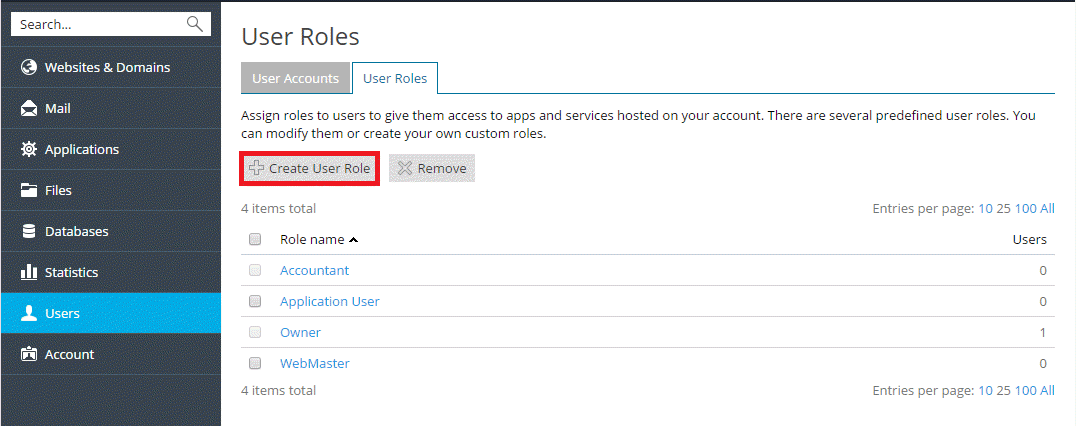 Search...
Websites & Domains
Mail
Applications
Files
Databases
Statistics
Users
Account
User Roles
User Accounts
User Roles
Assign roles to users to give them access to apps and services hosted on your account. There are several predefined user roles. You
can modify them or create your own custom roles.
Create User Role
Remove
4 items total
Entries per page: 10 25 100 All
Role name
Users
Accountant 0
Application User 0
Owner 1
WebMaster 0
4 items total
Entries per page: 10 25 100 All